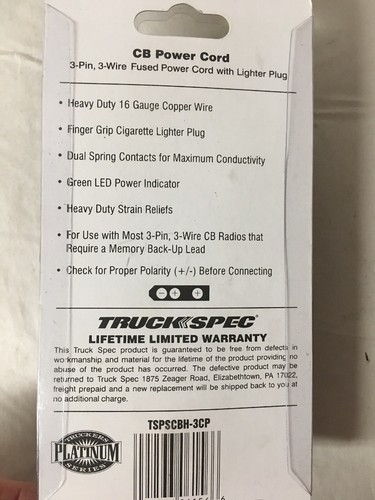 CB Power Cord
3-Pin, 3-Wire Fused Power Cord with Lighter Plug
• Heavy Duty 16 Gauge Copper Wire
• Finger Grip Cigarette Lighter Plug
• Dual Spring Contacts for Maximum Conductivity
• Green LED Power Indicator
• Heavy Duty Strain Reliefs
• For Use with Most 3-Pin, 3-Wire CB Radios that
Require a Memory Back-Up Lead
• Check for Proper Polarity (+/-) Before Connecting
- + +
TRUCK SPEC®
LIFETIME LIMITED WARRANTY
This Truck Spec product is guaranteed to be free from defects in
workmanship and material for the lifetime of the product providing no
abuse of the product has occurred. The defective product may be
returned to Truck Spec 1875 Zeager Road, Elizabethtown, PA 17022,
freight prepaid and a new replacement will be shipped back to you at
no additional charge.
TSPSCBH-3CP
TRUCKERS
PLATINUM
SERIES